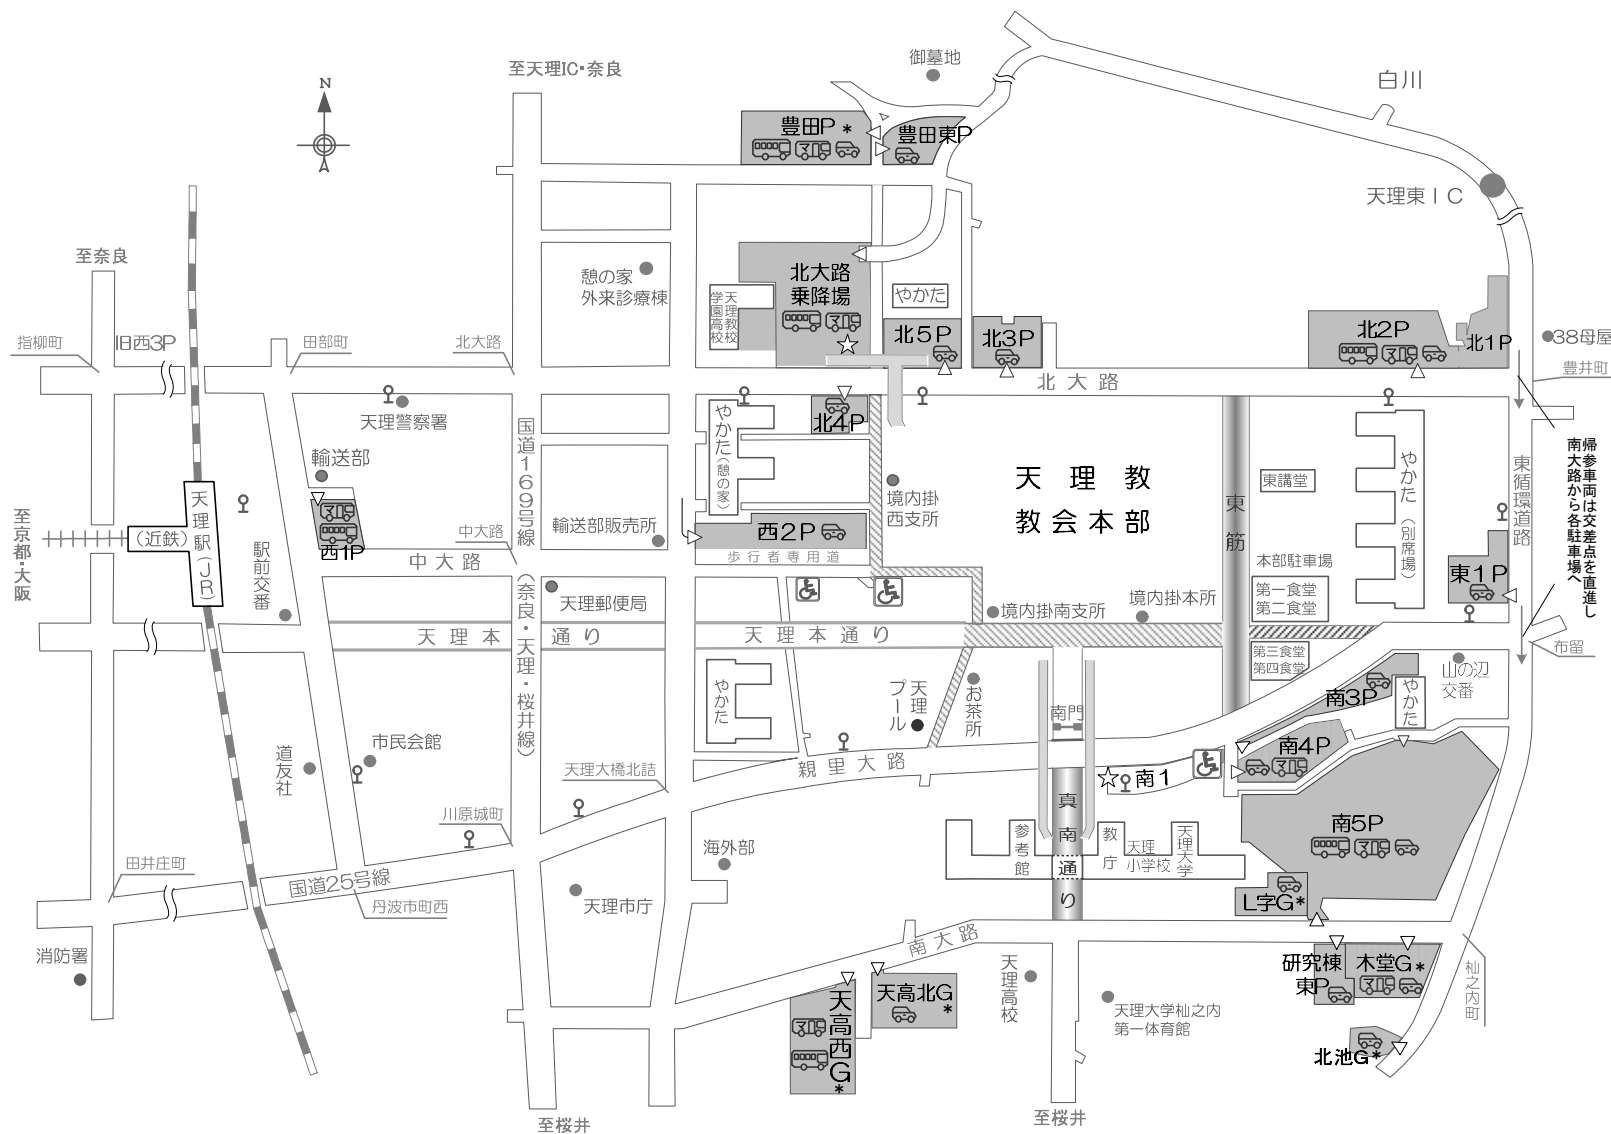 至天理IC・奈良
御墓地
白川
N
豊田P *
豊田東P
天理東IC
至奈良
憩の家
外来診療棟
北大路
乗降場
天理教校
学園高校
やかた
北5P
北3P
北2P
北1P
38母屋
指柳町
旧西3P
田部町
北大路
豊井町
北大路
天理警察署
北4P
やかた(憩の家)
国道169号線(奈良・天理・桜井線)
輸送部
天理教
教会本部
東講堂
やかた(別席場)
東循環道路
帰参車両は交差点を直進し
南大路から各駐車場へ
境内掛
西支所
東筋
至京都・大阪
(近鉄)
天理駅(JR)
西1P
中大路
中大路
輸送部販売所
西2P
歩行者専用道
本部駐車場
第一食堂
第二食堂
東1P
駅前交番
天理郵便局
境内掛南支所
境内掛本所
天理本通り
天理本通り
第三食堂
第四食堂
布留
山の辺
交番
やかた
天理
プール
お茶所
南門
南3P
やかた
南4P
道友社
市民会館
天理大橋北詰
親里大路
南1
真南通り
南5P
川原城町
海外部
参考館
教庁
天理
小学校
天理大学
田井庄町
国道25号線
丹波市町西
天理市庁
L字G*
消防署
南大路
天理高校
研究棟
東P
木堂G*
杣之内町
天高北G
*
天高西G
*
天理大学杣之内
第一体育館
北池G*
至桜井
至桜井